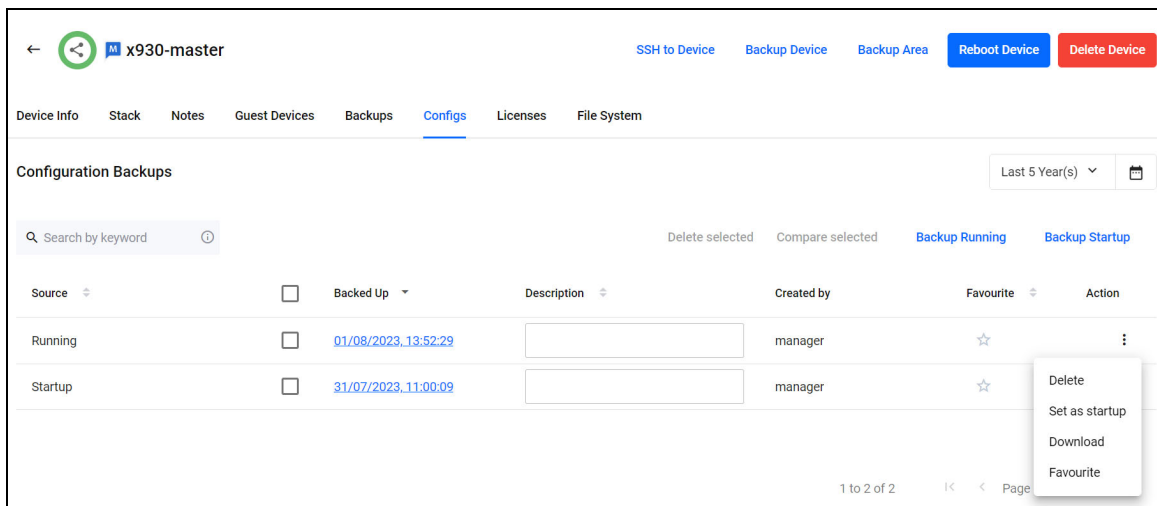 M x930-master SSH to Device Backup Device Backup Area Reboot Device Delete Device
Device Info Stack Notes Guest Devices Backups Configs Licenses File System
Configuration Backups Last 5 Year(s)
Search by keyword Delete selected Compare selected Backup Running Backup Startup
Source Backed Up Description Created by Favourite Action
Running 01/08/2023, 13:52:29 manager
Startup 31/07/2023, 11:00:09 manager
Delete
Set as startup
Download
Favourite
1 to 2 of 2 Page